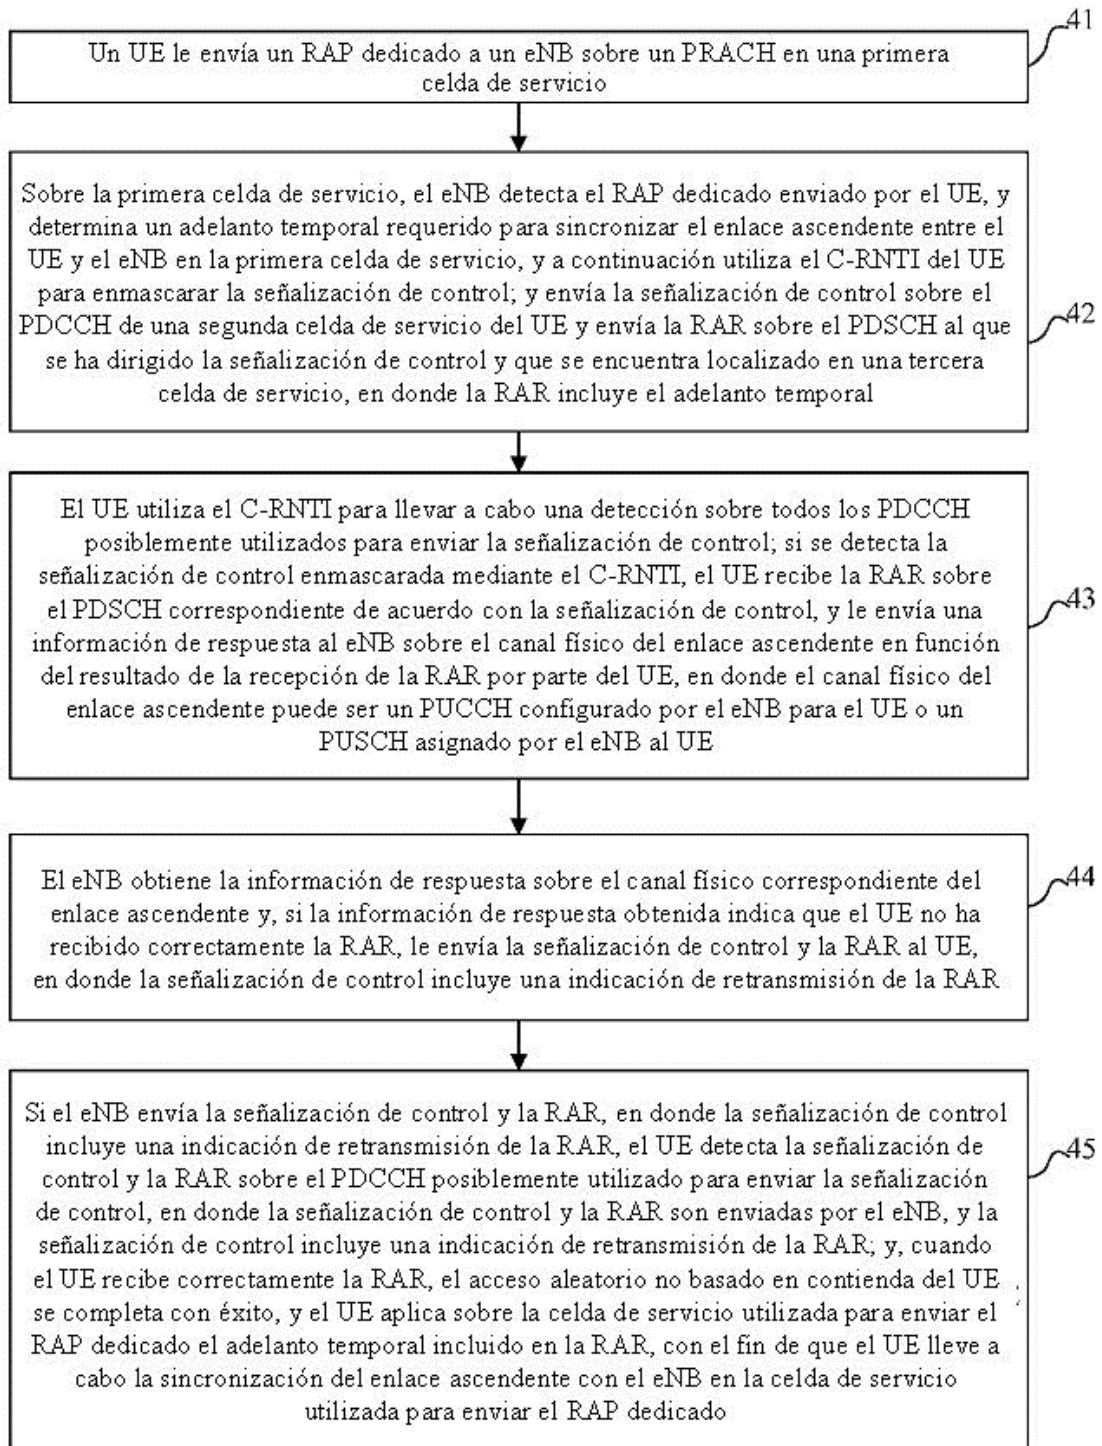 41
Un UE le envía un RAP dedicado a un eNB sobre un PRACH en una primera
celda de servicio
Sobre la primera celda de servicio, el eNB detecta el RAP dedicado enviado por el UE, y
determina un adelanto temporal requerido para sincronizar el enlace ascendente entre el
UE y el eNB en la primera celda de servicio, y a continuación utiliza el C-RNTI del UE
para enmascarar la señalización de control; y envía la señalización de control sobre el
PDCCH de una segunda celda de servicio del UE y envía la RAR sobre el PDSCH al que
se ha dirigido la señalización de control y que se encuentra localizado en una tercera
celda de servicio, en donde la RAR incluye el adelanto temporal
42
El UE utiliza el C-RNTI para llevar a cabo una detección sobre todos los PDCCH
posiblemente utilizados para enviar la señalización de control; si se detecta la
señalización de control enmascarada mediante el C-RNTI, el UE recibe la RAR sobre
el PDSCH correspondiente de acuerdo con la señalización de control, y le envía una
información de respuesta al eNB sobre el canal físico del enlace ascendente en función
del resultado de la recepción de la RAR por parte del UE, en donde el canal físico del
enlace ascendente puede ser un PUCCH configurado por el eNB para el UE o un
PUSCH asignado por el eNB al UE
43
El eNB obtiene la información de respuesta sobre el canal físico correspondiente del
enlace ascendente y, si la información de respuesta obtenida indica que el UE no ha
recibido correctamente la RAR, le envía la señalización de control y la RAR al UE,
en donde la señalización de control incluye una indicación de retransmisión de la RAR
44
Si el eNB envía la señalización de control y la RAR, en donde la señalización de control
incluye una indicación de retransmisión de la RAR, el UE detecta la señalización de
control y la RAR sobre el PDCCH posiblemente utilizado para enviar la señalización
de control, en donde la señalización de control y la RAR son enviadas por el eNB, y la
señalización de control incluye una indicación de retransmisión de la RAR; y, cuando
el UE recibe correctamente la RAR, el acceso aleatorio no basado en contienda del UE
se completa con éxito, y el UE aplica sobre la celda de servicio utilizada para enviar el
RAP dedicado el adelanto temporal incluido en la RAR, con el fin de que el UE lleve a
cabo la sincronización del enlace ascendente con el eNB en la celda de servicio
utilizada para enviar el RAP dedicado
45